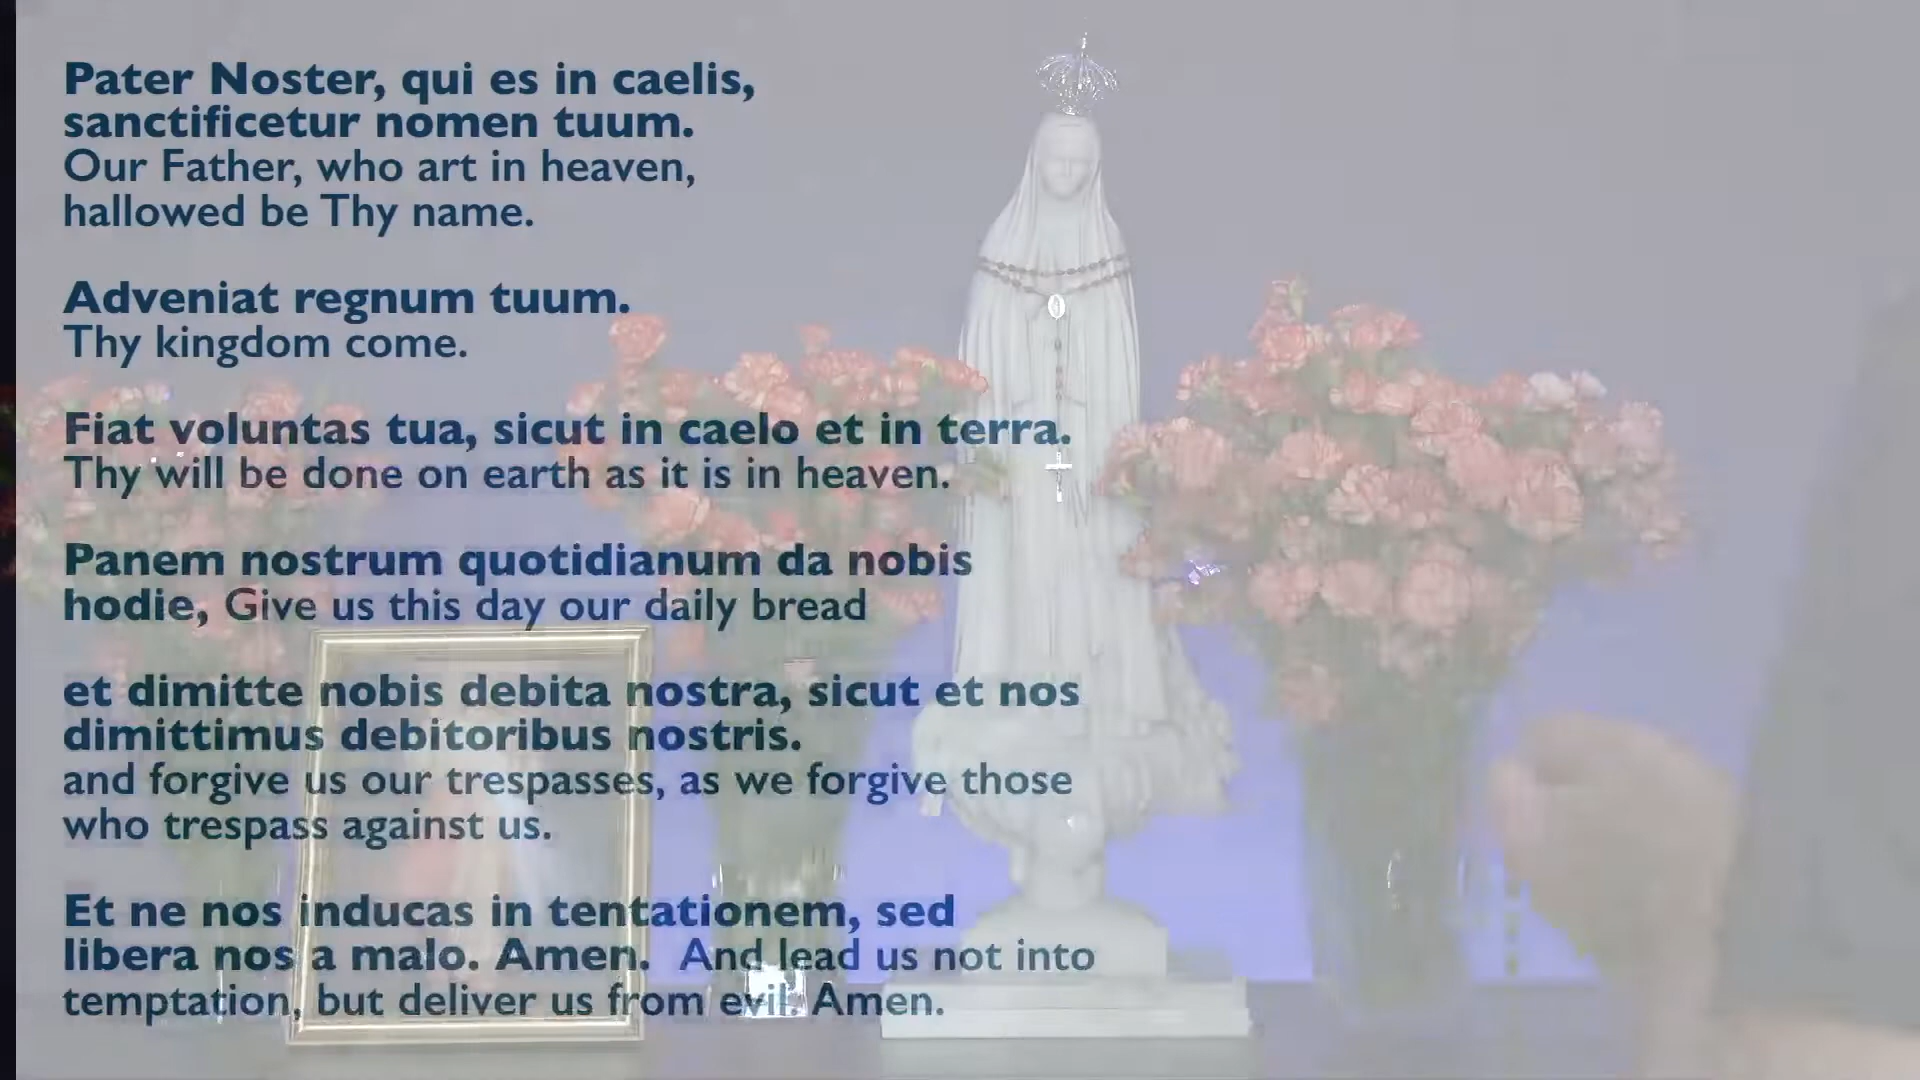 Pater Noster, qui es in caelis,
sanctificetur nomen tuum.
Our Father, who art in heaven,
hallowed be Thy name.
Adveniat regnum tuum.
Thy kingdom come.
Fiat voluntas tua, sicut in caelo et in terra.
Thy will be done on earth as it is in heaven.
Panem nostrum quotidianum da nobis
hodie, Give us this day our daily bread
et dimitte nobis debita nostra, sicut et nos
dimittimus debitoribus nostris.
and forgive us our trespasses, as we forgive those
who trespass against us.
Et ne nos inducas in tentationem, sed
libera nos a malo. Amen. And lead us not into
temptation, but deliver us from evil. Amen.